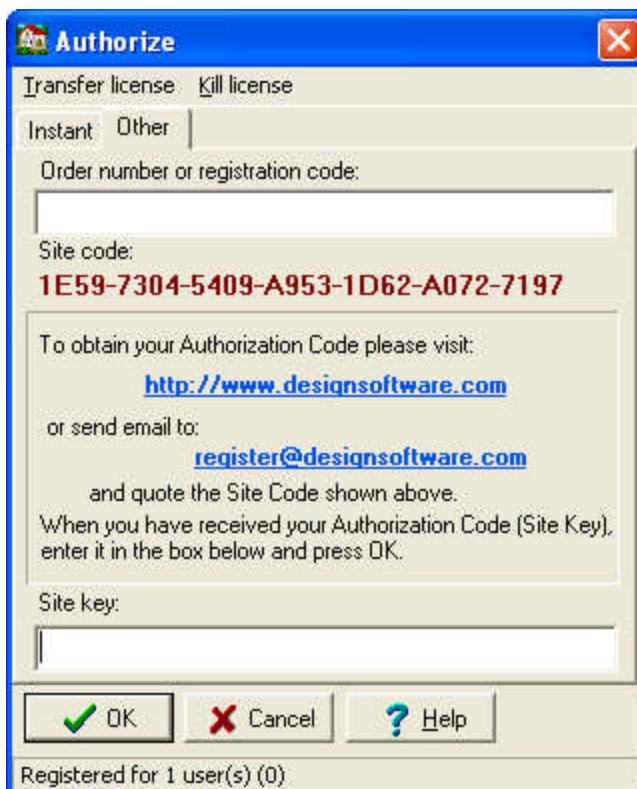 Authorize
Transfer license Kill license
Instant Other
Order number or registration code:
Site code:
1E59-7304-5409-A953-1D62-A072-7197
To obtain your Authorization Code please visit:
http://www.designsoftware.com
or send email to:
register@designsoftware.com
and quote the Site Code shown above.
When you have received your Authorization Code (Site Key),
enter it in the box below and press OK.
Site key:
OK Cancel ? Help
Registered for 1 user(s) (0)